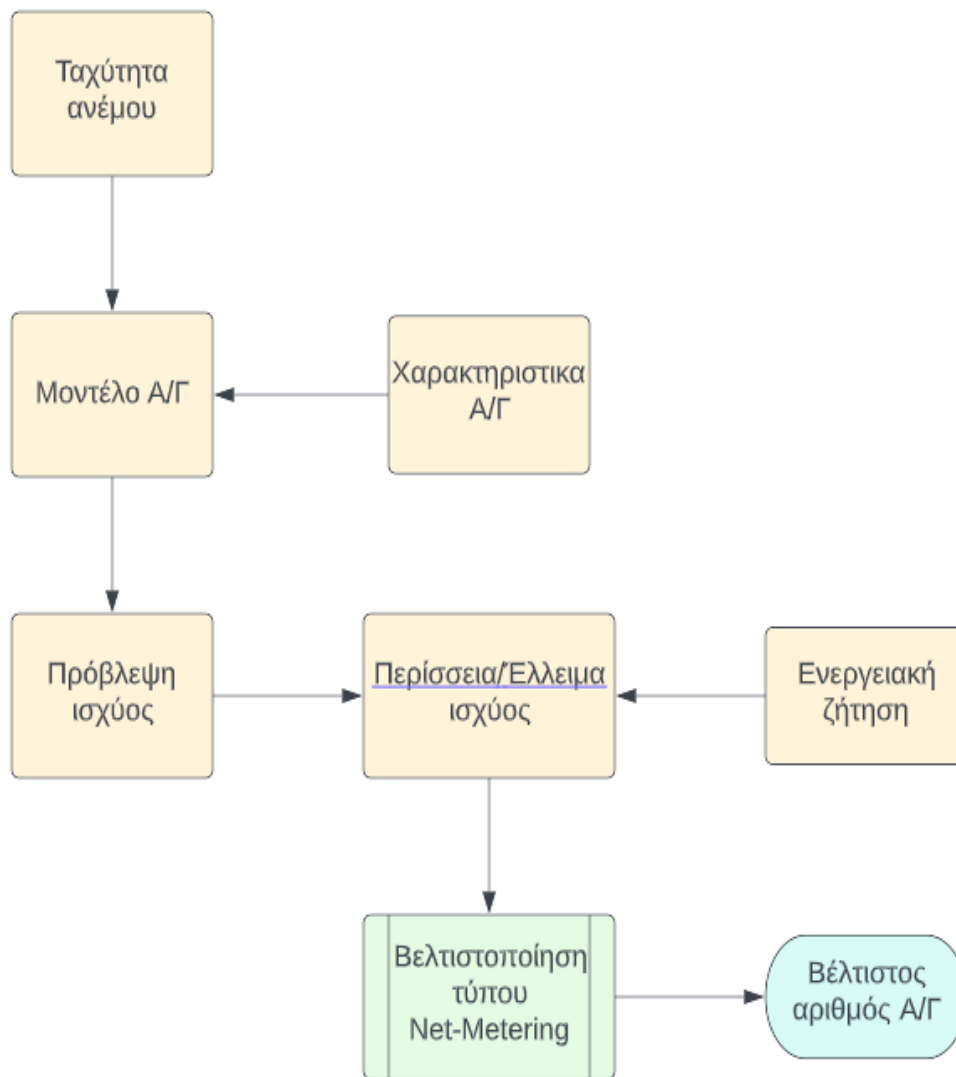 Ταχύτητα
ανέμου
Μοντέλο Α/Γ
Χαρακτηριστικα
Α/Γ
Πρόβλεψη
ισχύος
Περίσσεια/Έλλειμα
ισχύος
Ενεργειακή
ζήτηση
Βελτιστοποίηση
τύπου
Net-Metering
Βέλτιστος
αριθμός Α/Γ